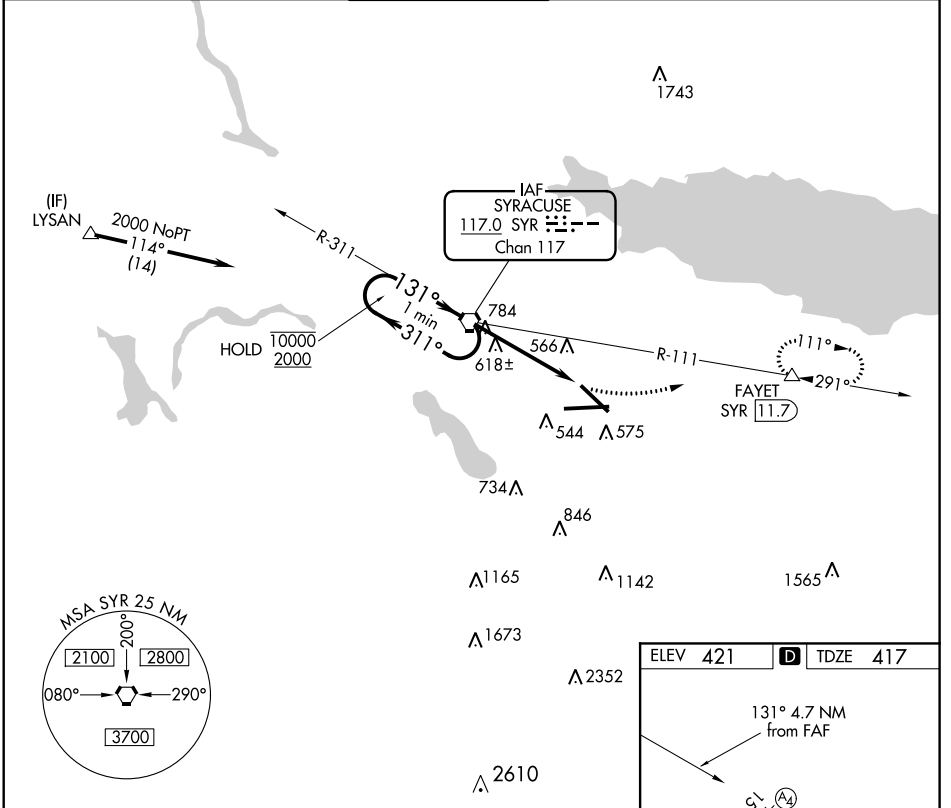 1743
(IF)
LYSAN
2000 NoPT
114°
(14)
IAF
SYRACUSE
117.0 SYR
Chan 117
R-311
131°
1 min
311°
HOLD 10000
2000
784
618±
566
R-111
111°
291°
FAYET
SYR 11.7
544
575
734
846
1165
1142
1565
1673
2352
2610
MSA SYR 25 NM
200°
2100
2800
080°
290°
3700
ELEV 421 D TDZE 417
131° 4.7 NM
from FAF
15
A4